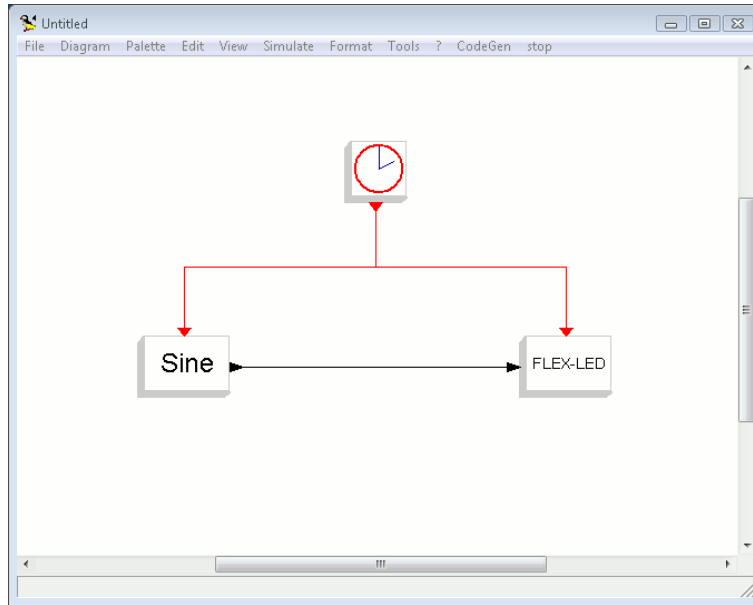 Untitled
File Diagram Palette Edit View Simulate Format Tools ? CodeGen stop
Sine
FLEX-LED